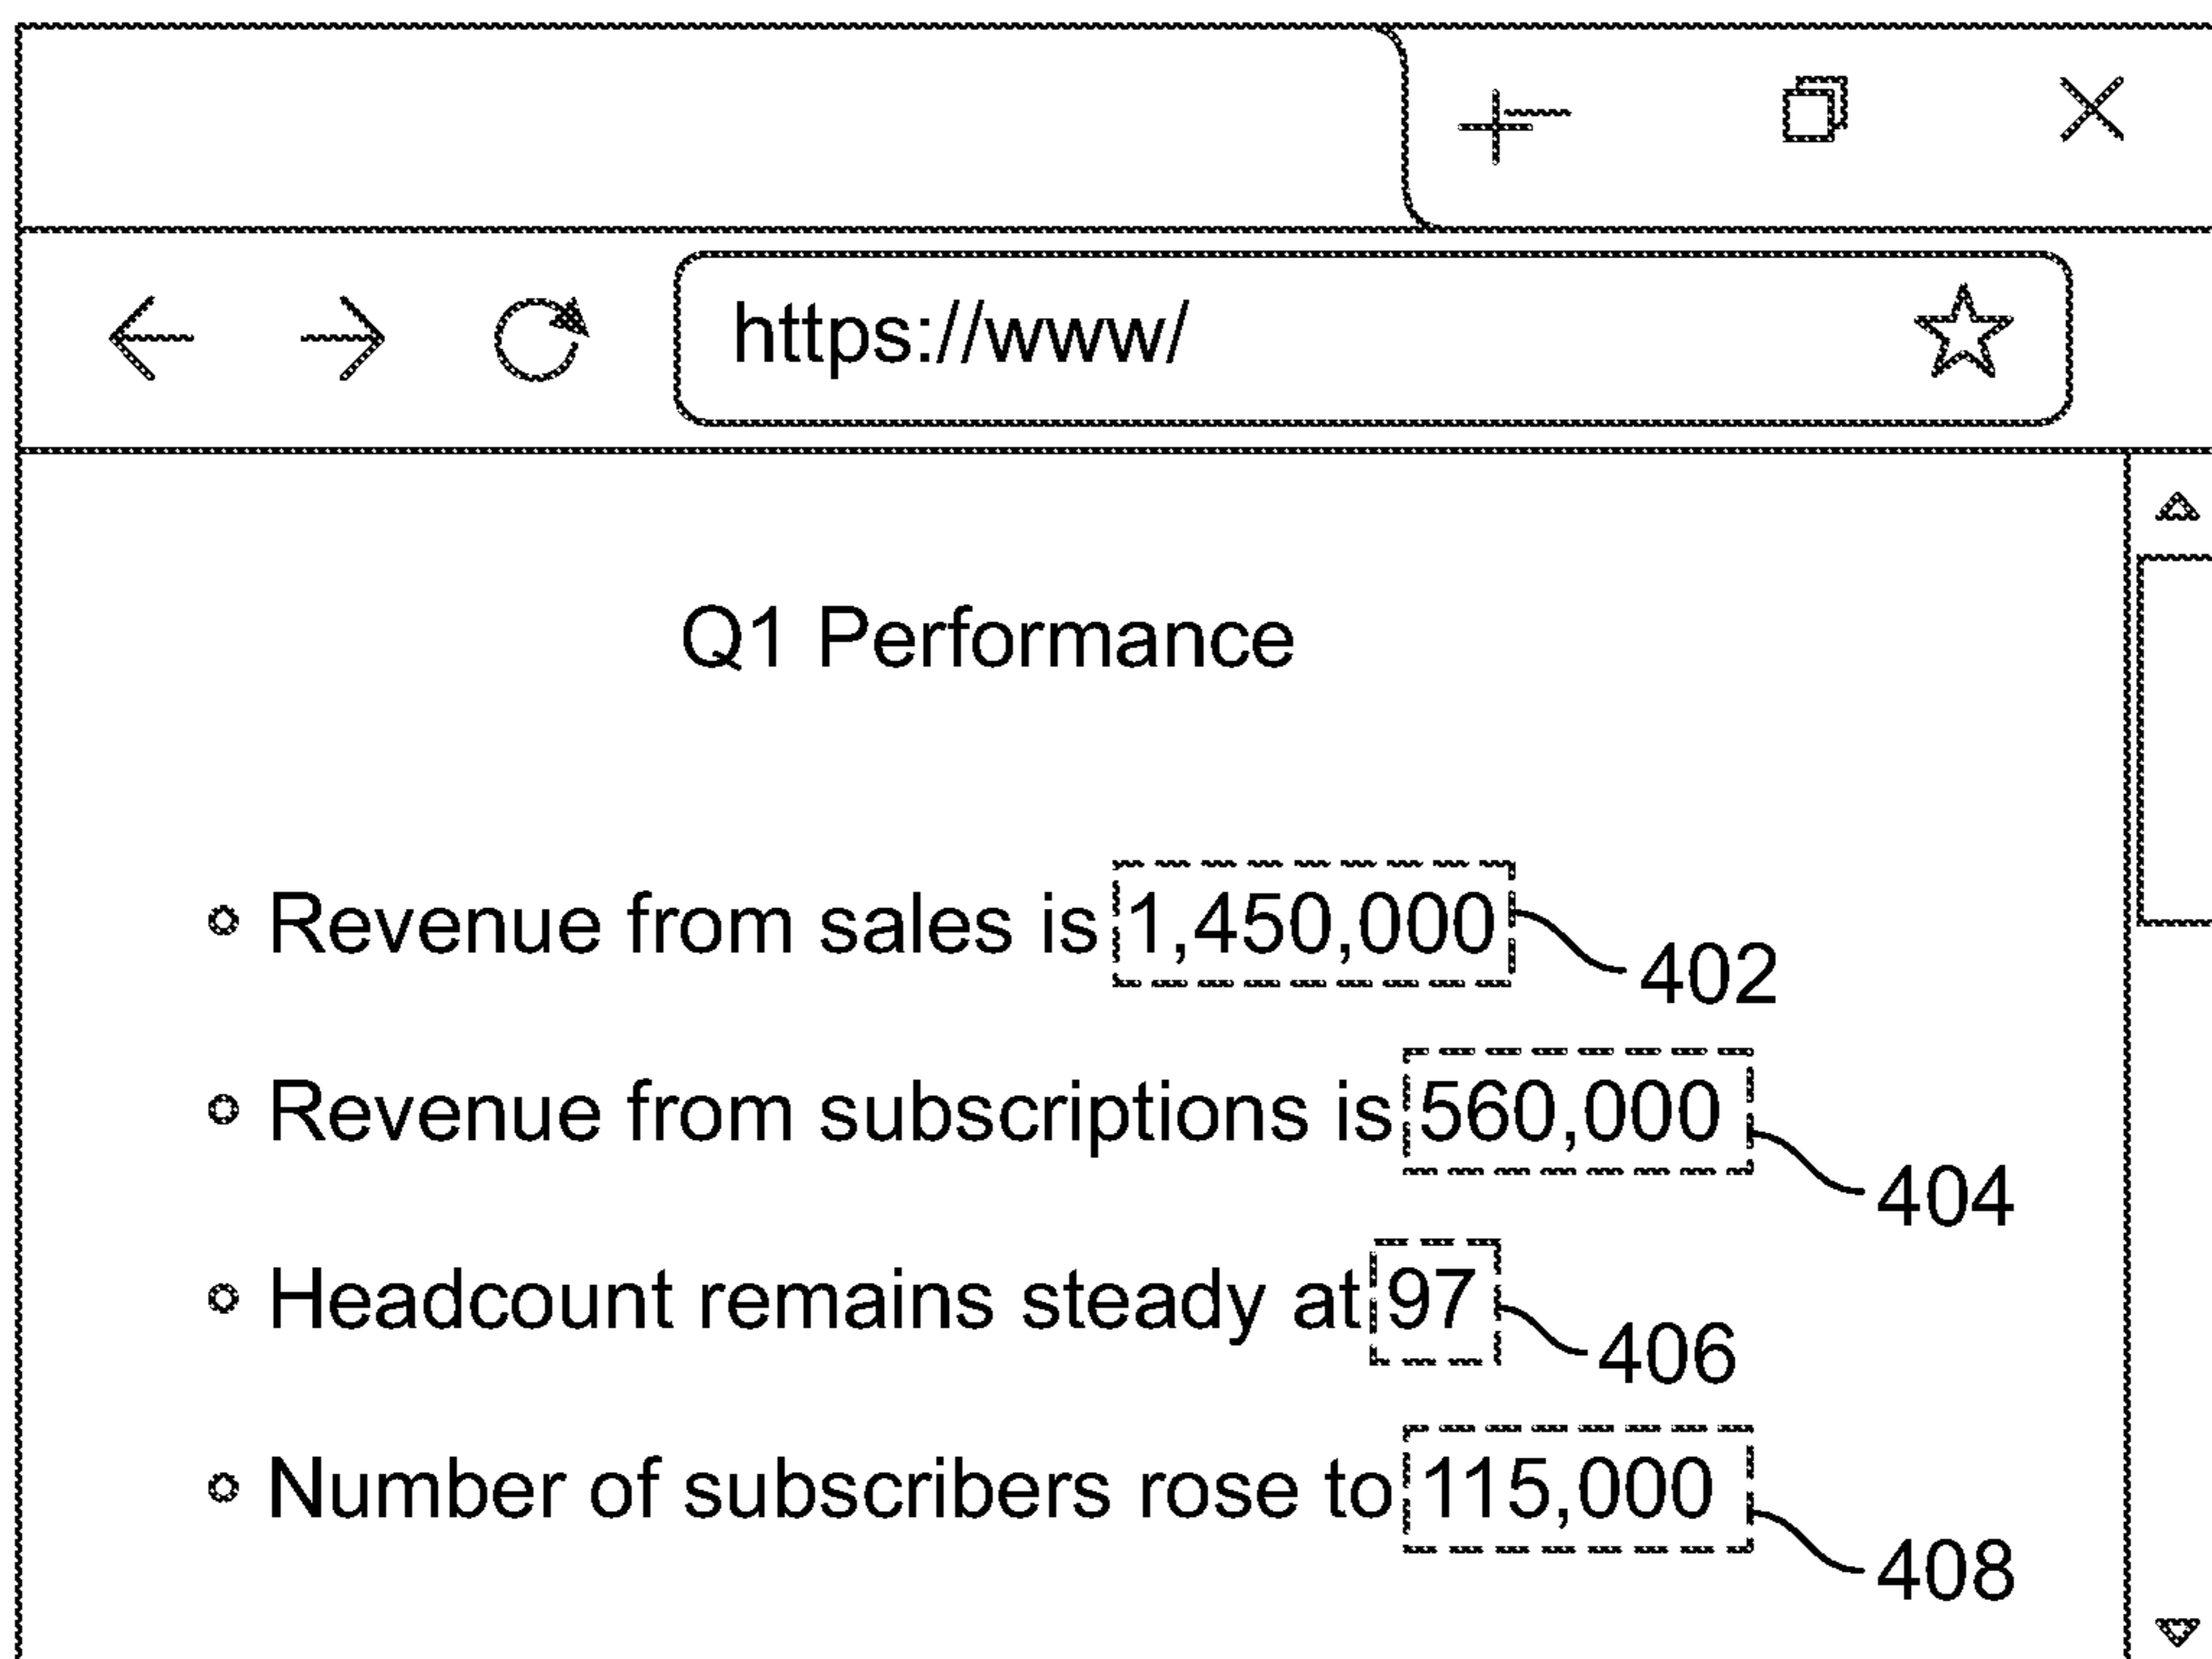 https://www/
Q1 Performance
Revenue from sales is 1,450,000
402
Revenue from subscriptions is 560,000
404
Headcount remains steady at 97
406
Number of subscribers rose to 115,000
408